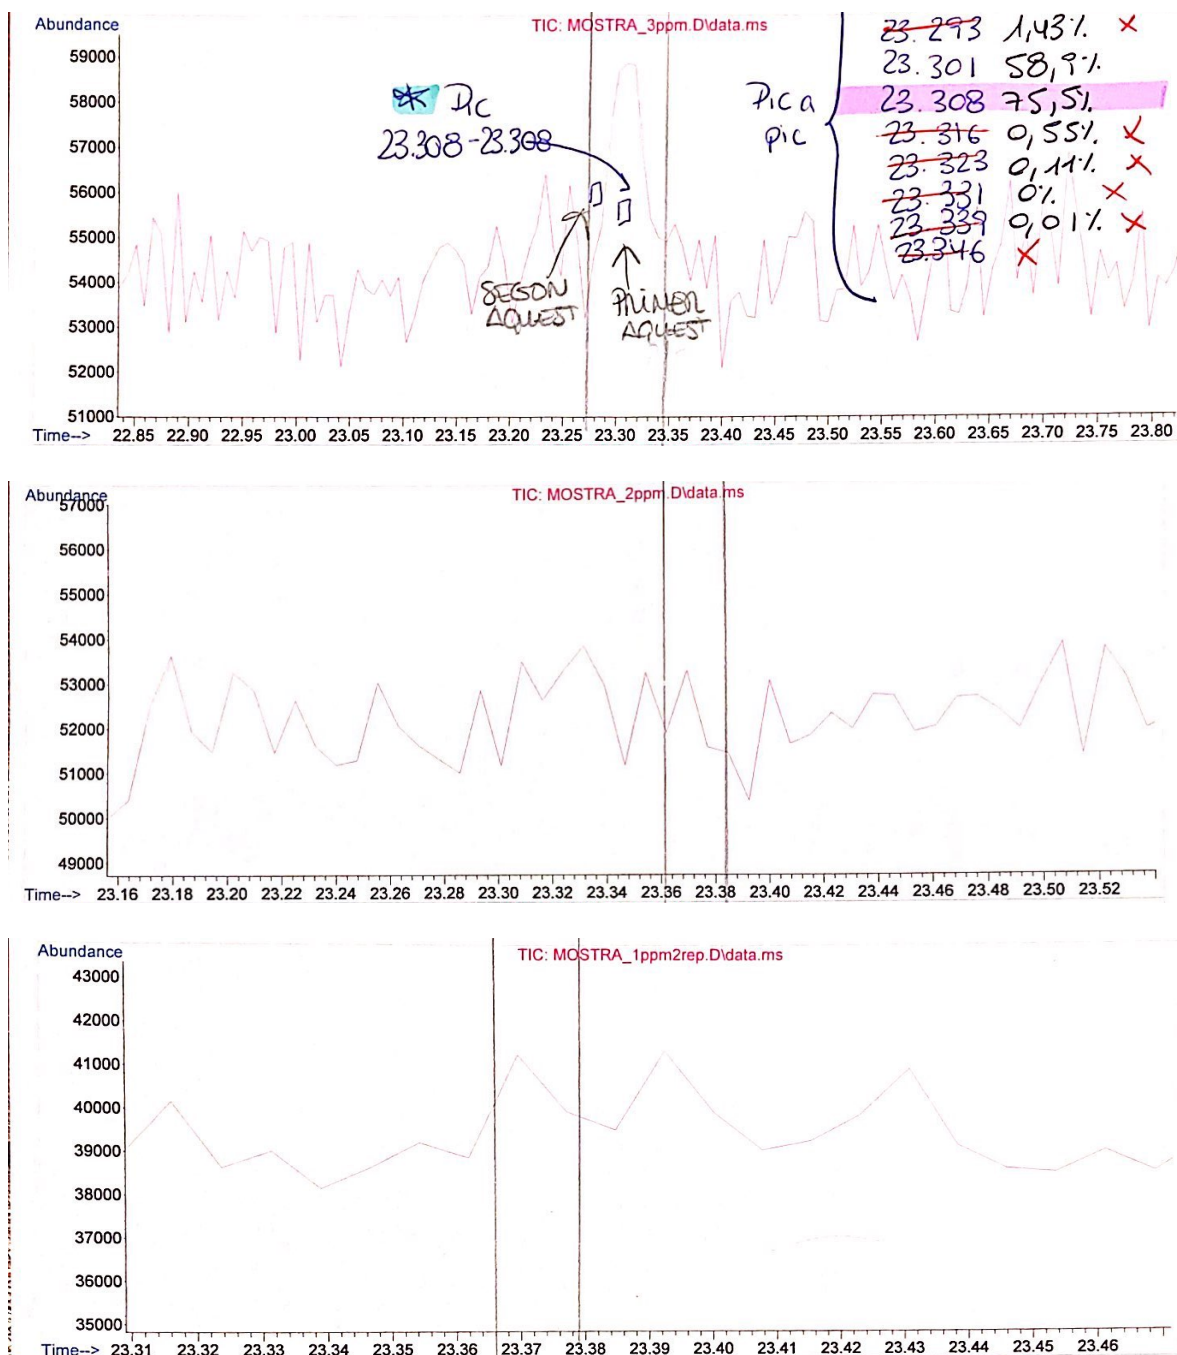 Abundance
TIC: MOSTRA_3ppm.D\data.ms
59000
58000
57000
56000
55000
54000
53000
52000
51000
Time-->
22.85 22.90 22.95 23.00 23.05 23.10 23.15 23.20 23.25 23.30 23.35 23.40 23.45 23.50 23.55 23.60 23.65 23.70 23.75 23.80
Pic
23.308-23.308
SEGON
AQUEST
PRIMER
AQUEST
Pic a
pic
23.293 1,43% X
23.301 58,9%
23.308 75,5%
23.316 0,55% X
23.323 0,11% X
23.331 0% X
23.339 0,01% X
23.346 X
Abundance
TIC: MOSTRA_2ppm.D\data.ms
57000
56000
55000
54000
53000
52000
51000
50000
49000
Time-->
23.16 23.18 23.20 23.22 23.24 23.26 23.28 23.30 23.32 23.34 23.36 23.38 23.40 23.42 23.44 23.46 23.48 23.50 23.52
Abundance
TIC: MOSTRA_1ppm2rep.D\data.ms
43000
42000
41000
40000
39000
38000
37000
36000
35000
Time-->
23.31 23.32 23.33 23.34 23.35 23.36 23.37 23.38 23.39 23.40 23.41 23.42 23.43 23.44 23.45 23.46